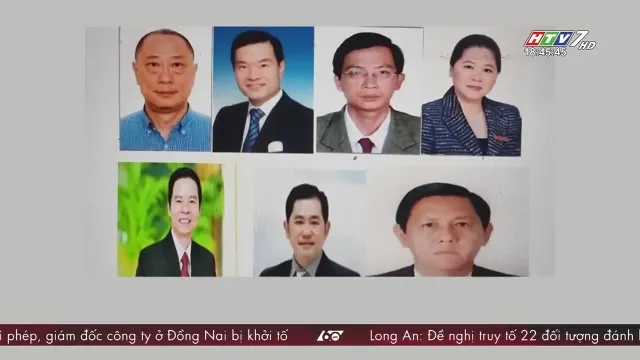 HTV7 HD
18:45:45
i phép, giám đốc công ty ở Đồng Nai bị khởi tố
Long An: Đề nghị truy tố 22 đối tượng đánh